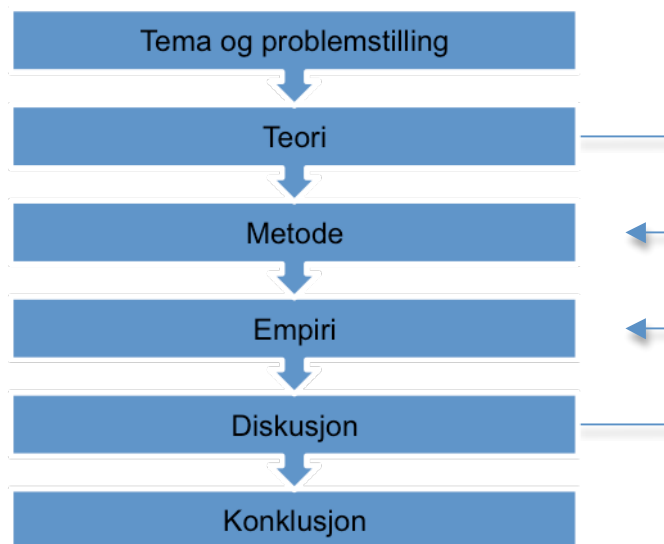 Tema og problemstilling
Teori
Metode
Empiri
Diskusjon
Konklusjon